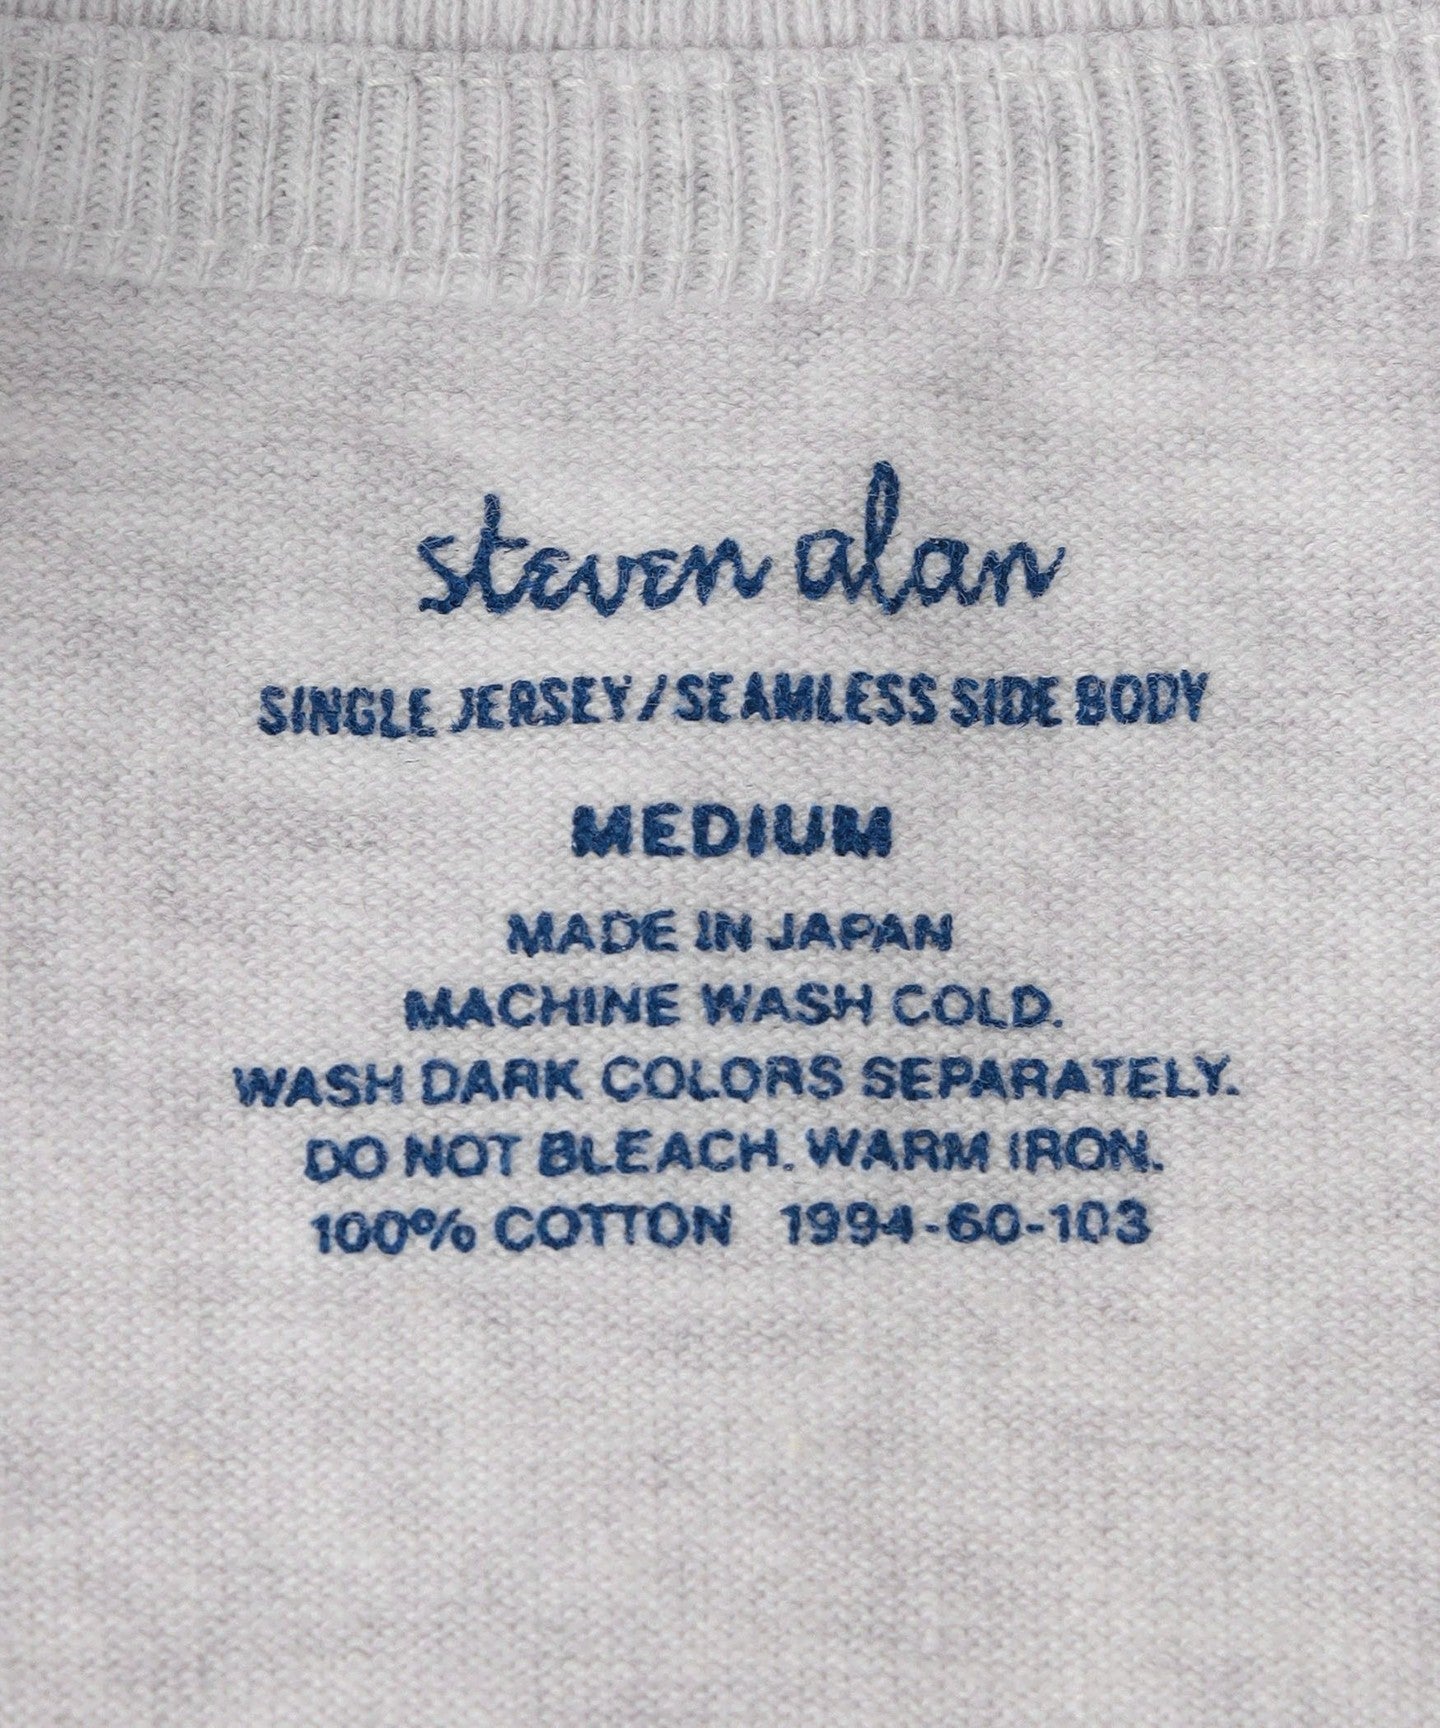 steven alan
SINGLE JERSEY/SEAMLESS SIDE BODY
MEDIUM
MADE IN JAPAN
MACHINE WASH COLD.
WASH DARK COLORS SEPARATELY.
DO NOT BLEACH. WARM IRON.
100% COTTON 1994-60-103